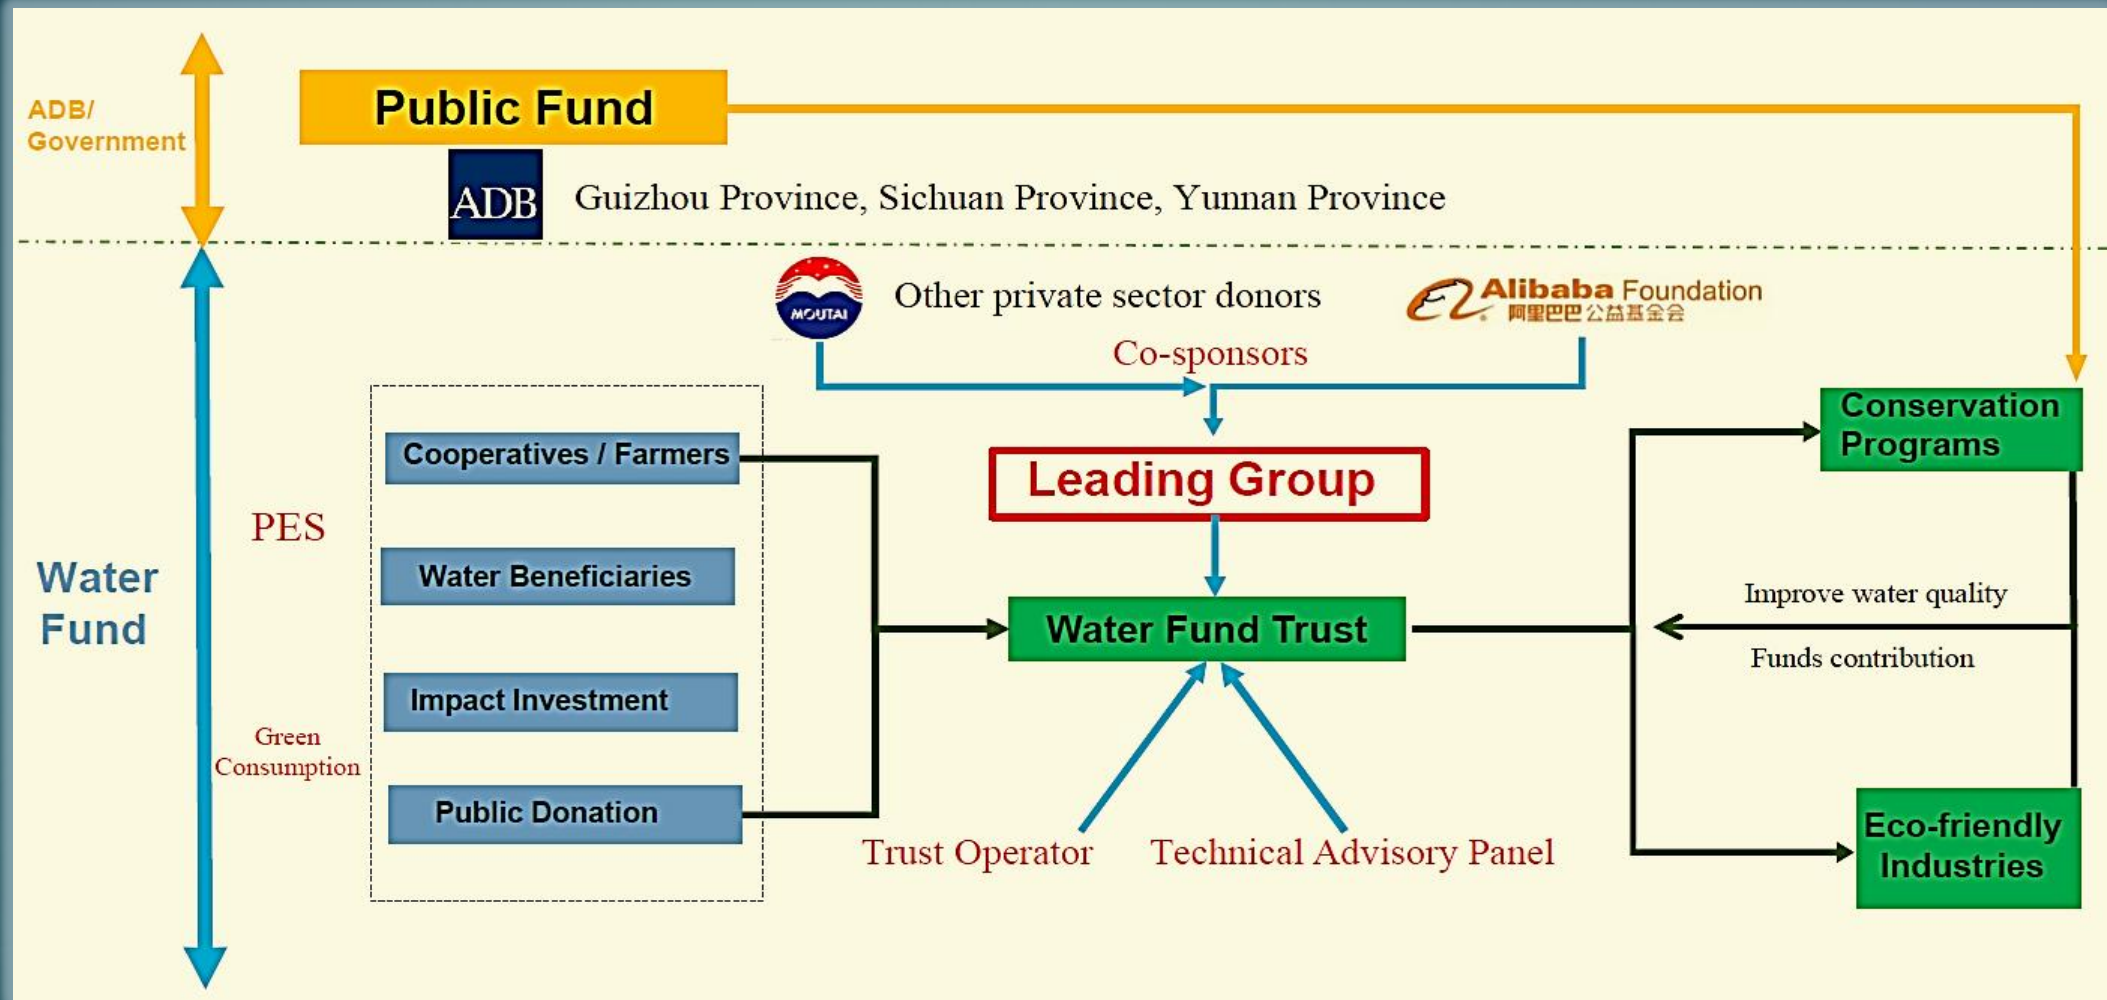 ADB/
Government
Public Fund
ADB
Guizhou Province, Sichuan Province, Yunnan Province
MOUTAI
Other private sector donors
Alibaba Foundation
阿里巴巴公益基金会
Co-sponsors
Cooperatives / Farmers
Leading Group
Conservation
Programs
PES
Water
Fund
Water Beneficiaries
Water Fund Trust
Improve water quality
Funds contribution
Impact Investment
Green
Consumption
Public Donation
Trust Operator
Technical Advisory Panel
Eco-friendly
Industries